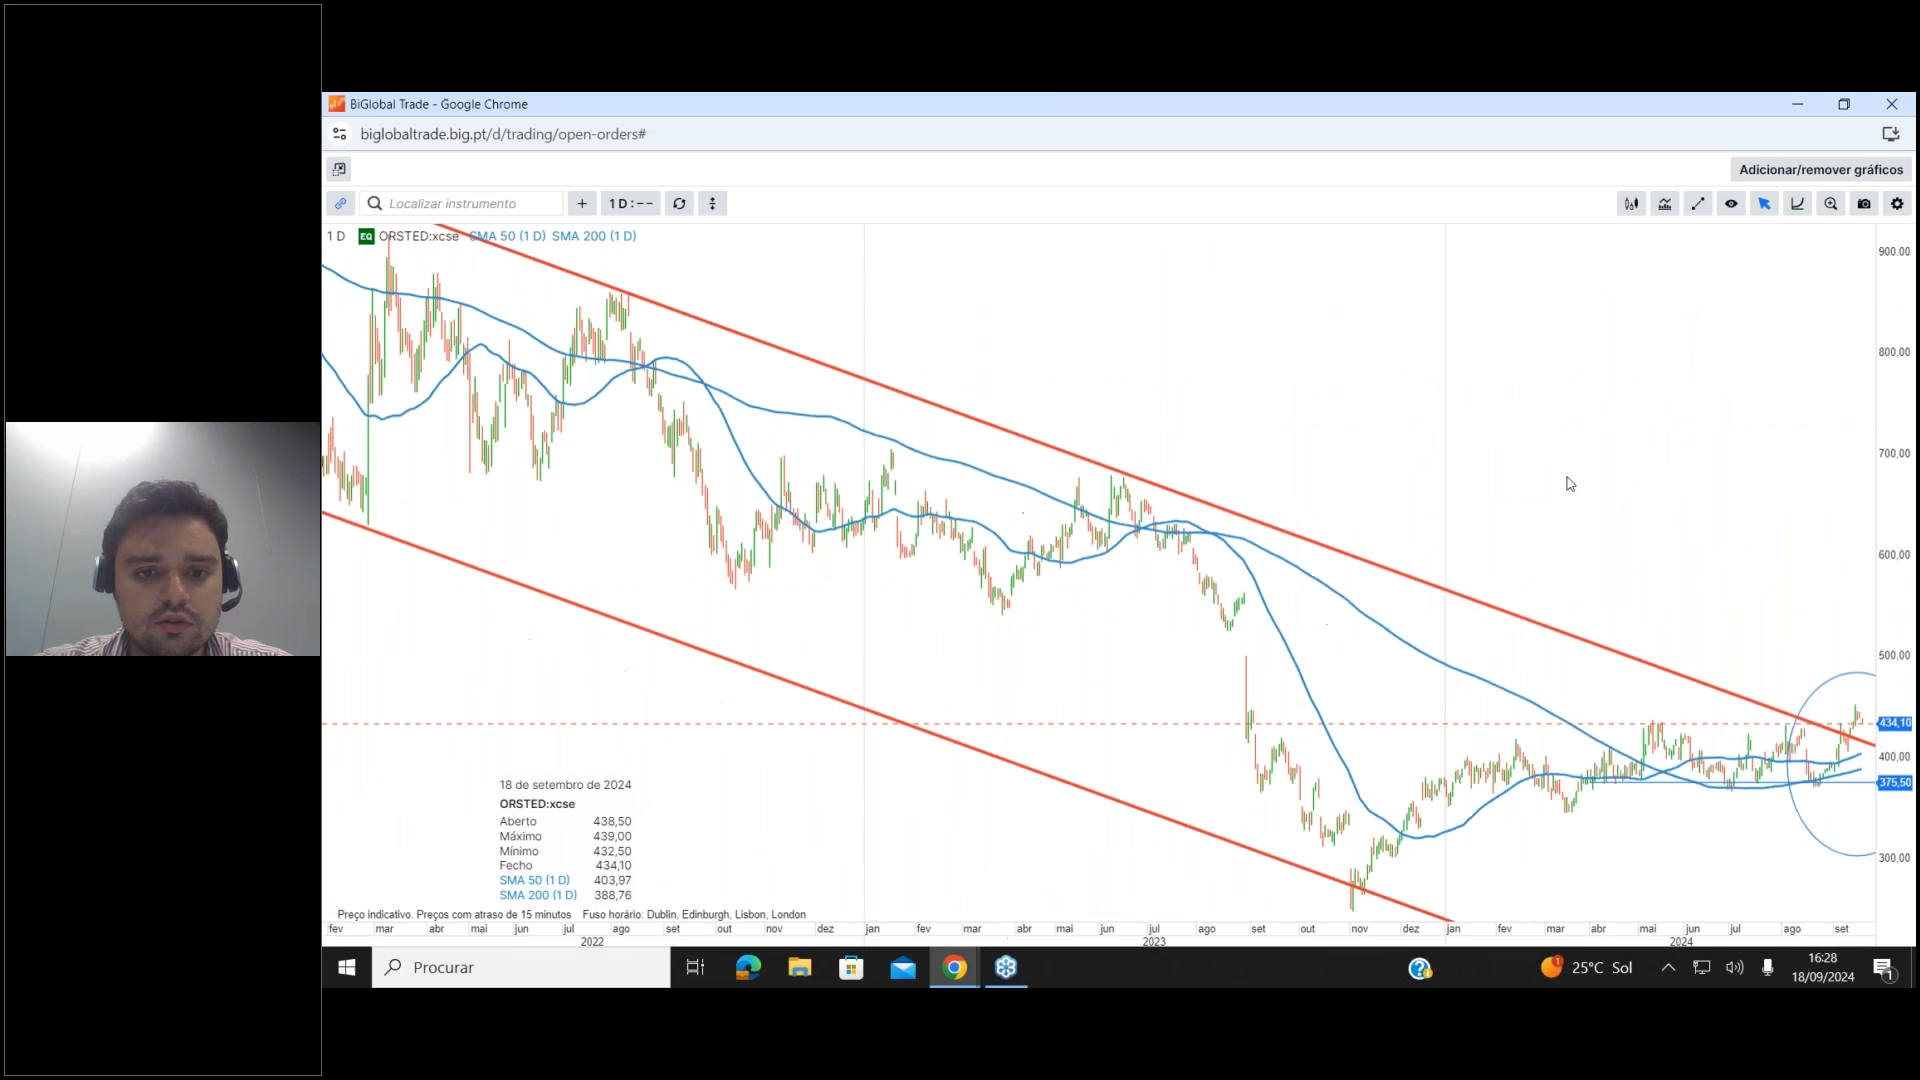 BiGlobal Trade - Google Chrome
biglobaltrade.big.pt/d/trading/open-orders#
Adicionar/remover gráficos
Localizar instrumento
1 D : --
1 D EQ ORSTED:xcse SMA 50 (1 D) SMA 200 (1 D)
900.00
800,00
700,00
600,00
500,00
434,10
400,00
375,50
300,00
18 de setembro de 2024
ORSTED:xcse
Aberto 438,50
Máximo 439,00
Mínimo 432,50
Fecho 434,10
SMA 50 (1 D) 403,97
SMA 200 (1 D) 388,76
Preço indicativo. Preços com atraso de 15 minutos Fuso horário: Dublin, Edinburgh, Lisbon, London
fev mar abr mai jun jul ago set out nov dez jan fev mar abr mai jun jul ago set out nov dez jan fev mar abr mai jun jul ago set
2022 2023 2024
Procurar
1
25°C Sol
16:28
18/09/2024
1